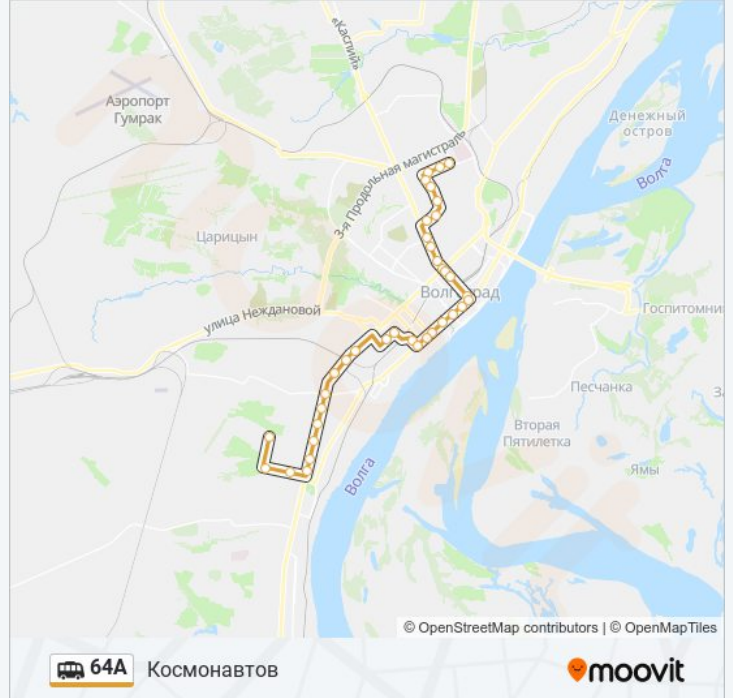 «Каспий»
Аэропорт
Гумрак
Денежный
остров
3-я Продольная магистраль
Волга
Царицын
Волгоград
улица Неждановой
Госпитомни
Песчанка
З
Вторая
Пятилетка
Ямы
Волга
© OpenStreetMap contributors | © OpenMapTiles
64А
Космонавтов
moovit